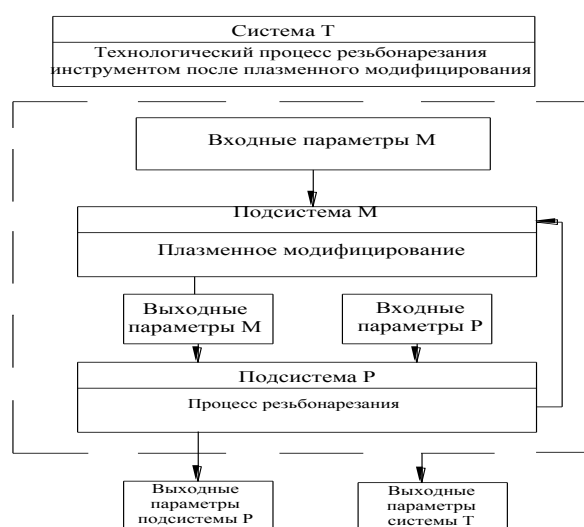 Система Т
Технологический процесс резьбонарезания
инструментом после плазменного модифицирования
Входные параметры М
Подсистема М
Плазменное модифицирование
Выходные
параметры М
Входные
параметры Р
Подсистема Р
Процесс резьбонарезания
Выходные
параметры
подсистемы Р
Выходные
параметры
системы Т